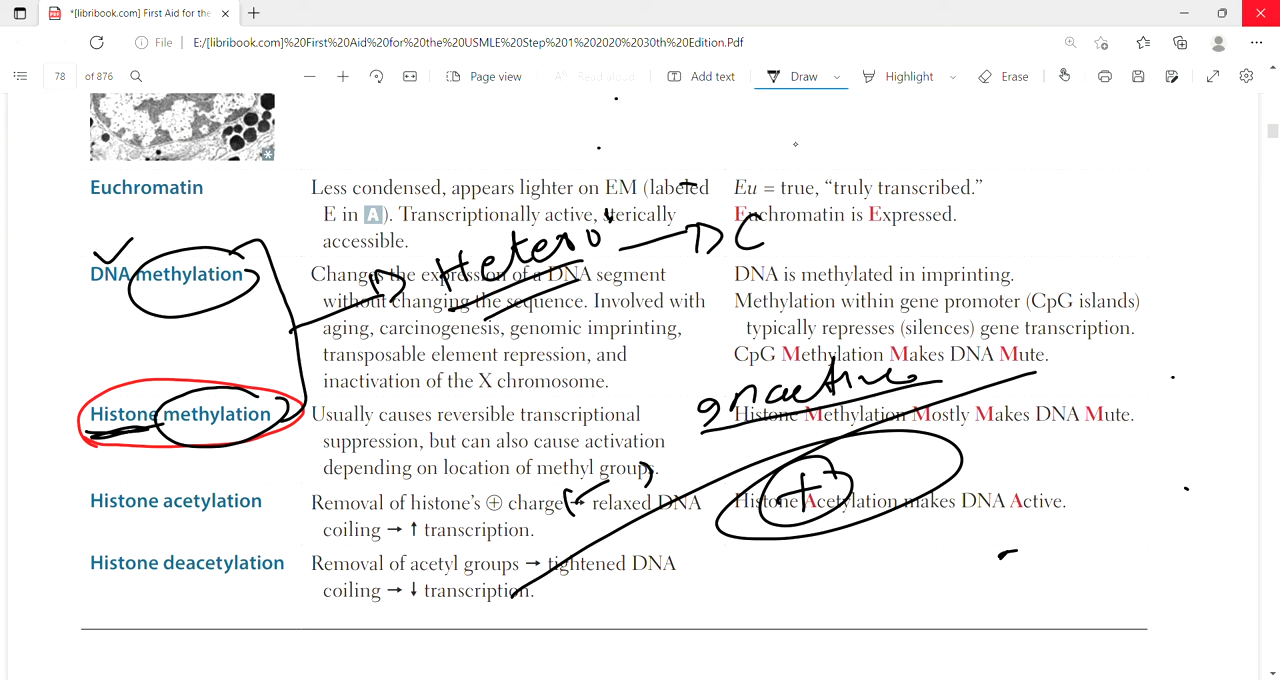 *[libribook.com] First Aid for the
File
E:/[libribook.com]%20First%20Aid%20for%20the%20USMLE%20Step%201%202020%2030th%20Edition.Pdf
78 of 876
Page view
Read aloud
Add text
Draw
Highlight
Erase
Euchromatin
Less condensed, appears lighter on EM (labeled
E in A). Transcriptionally active, sterically
accessible.
Eu = true, “truly transcribed.”
Euchromatin is Expressed.
Hetero
C
DNA methylation
Changes the expression of a DNA segment
without changing the sequence. Involved with
aging, carcinogenesis, genomic imprinting,
transposable element repression, and
inactivation of the X chromosome.
DNA is methylated in imprinting.
Methylation within gene promoter (CpG islands)
typically represses (silences) gene transcription.
CpG Methylation Makes DNA Mute.
Inactive
Histone methylation
Usually causes reversible transcriptional
suppression, but can also cause activation
depending on location of methyl groups.
Histone Methylation Mostly Makes DNA Mute.
Histone acetylation
Removal of histone’s ⊕ charge → relaxed DNA
coiling → ↑ transcription.
Histone Acetylation makes DNA Active.
+
Histone deacetylation
Removal of acetyl groups → tightened DNA
coiling → ↓ transcription.